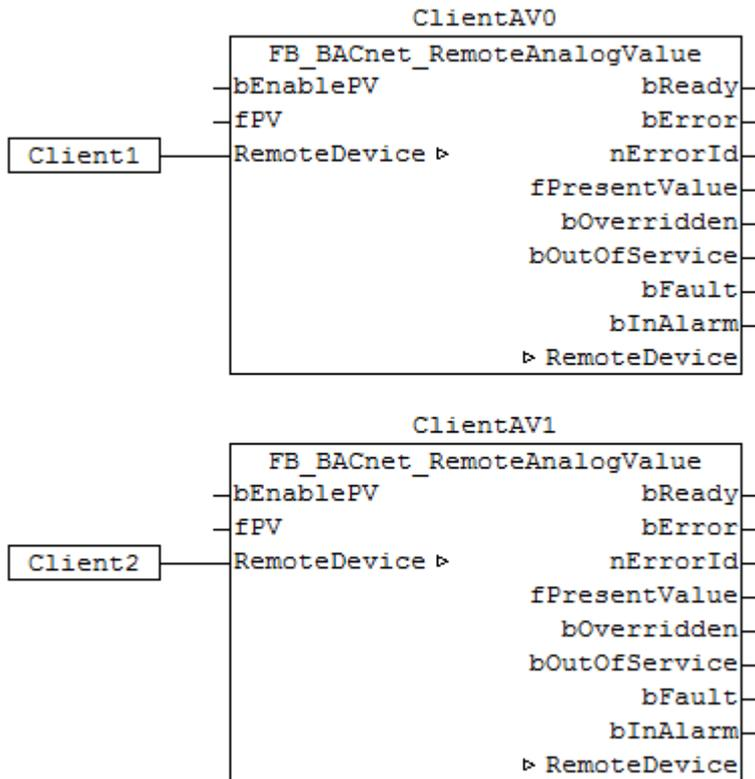 ClientAV0
FB_BACnet_RemoteAnalogValue
bEnablePV bReady
fPV bError
Client1 RemoteDevice nErrorId
fPresentValue
bOverridden
bOutOfService
bFault
bInAlarm
RemoteDevice
ClientAV1
FB_BACnet_RemoteAnalogValue
bEnablePV bReady
fPV bError
Client2 RemoteDevice nErrorId
fPresentValue
bOverridden
bOutOfService
bFault
bInAlarm
RemoteDevice